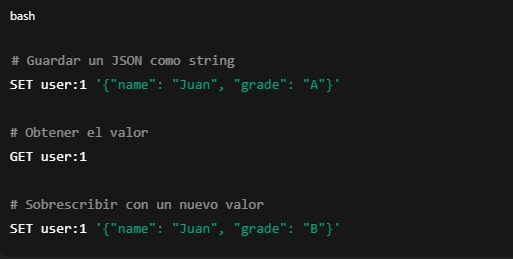 bash
# Guardar un JSON como string
SET user:1 '{"name": "Juan", "grade": "A"}'
# Obtener el valor
GET user:1
# Sobrescribir con un nuevo valor
SET user:1 '{"name": "Juan", "grade": "B"}'